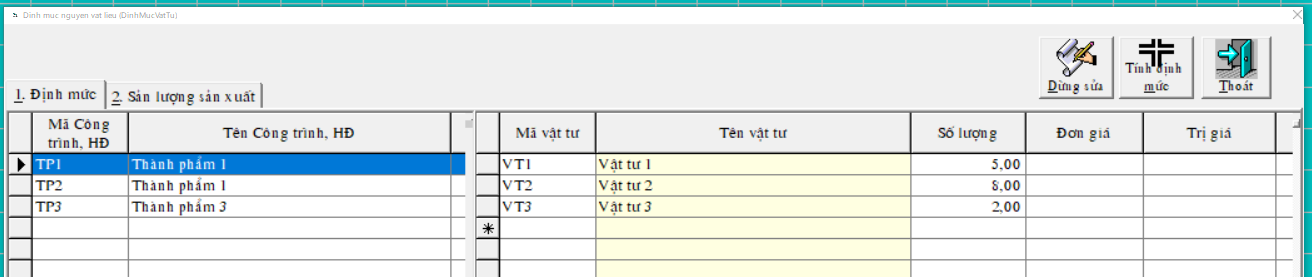 Dinh muc nguyen vat lieu (DinhMucVatTu)
Dừng sửa
Tính định
mức
Thoát
1. Định mức
2. Sản lượng sản xuất
Mã Công
trình, HĐ
Tên Công trình, HĐ
Mã vật tư
Tên vật tư
Số lượng
Đơn giá
Trị giá
TP1 Thành phẩm 1
VT1 Vật tư 1 5,00
TP2 Thành phẩm 1
VT2 Vật tư 2 8,00
TP3 Thành phẩm 3
VT3 Vật tư 3 2,00